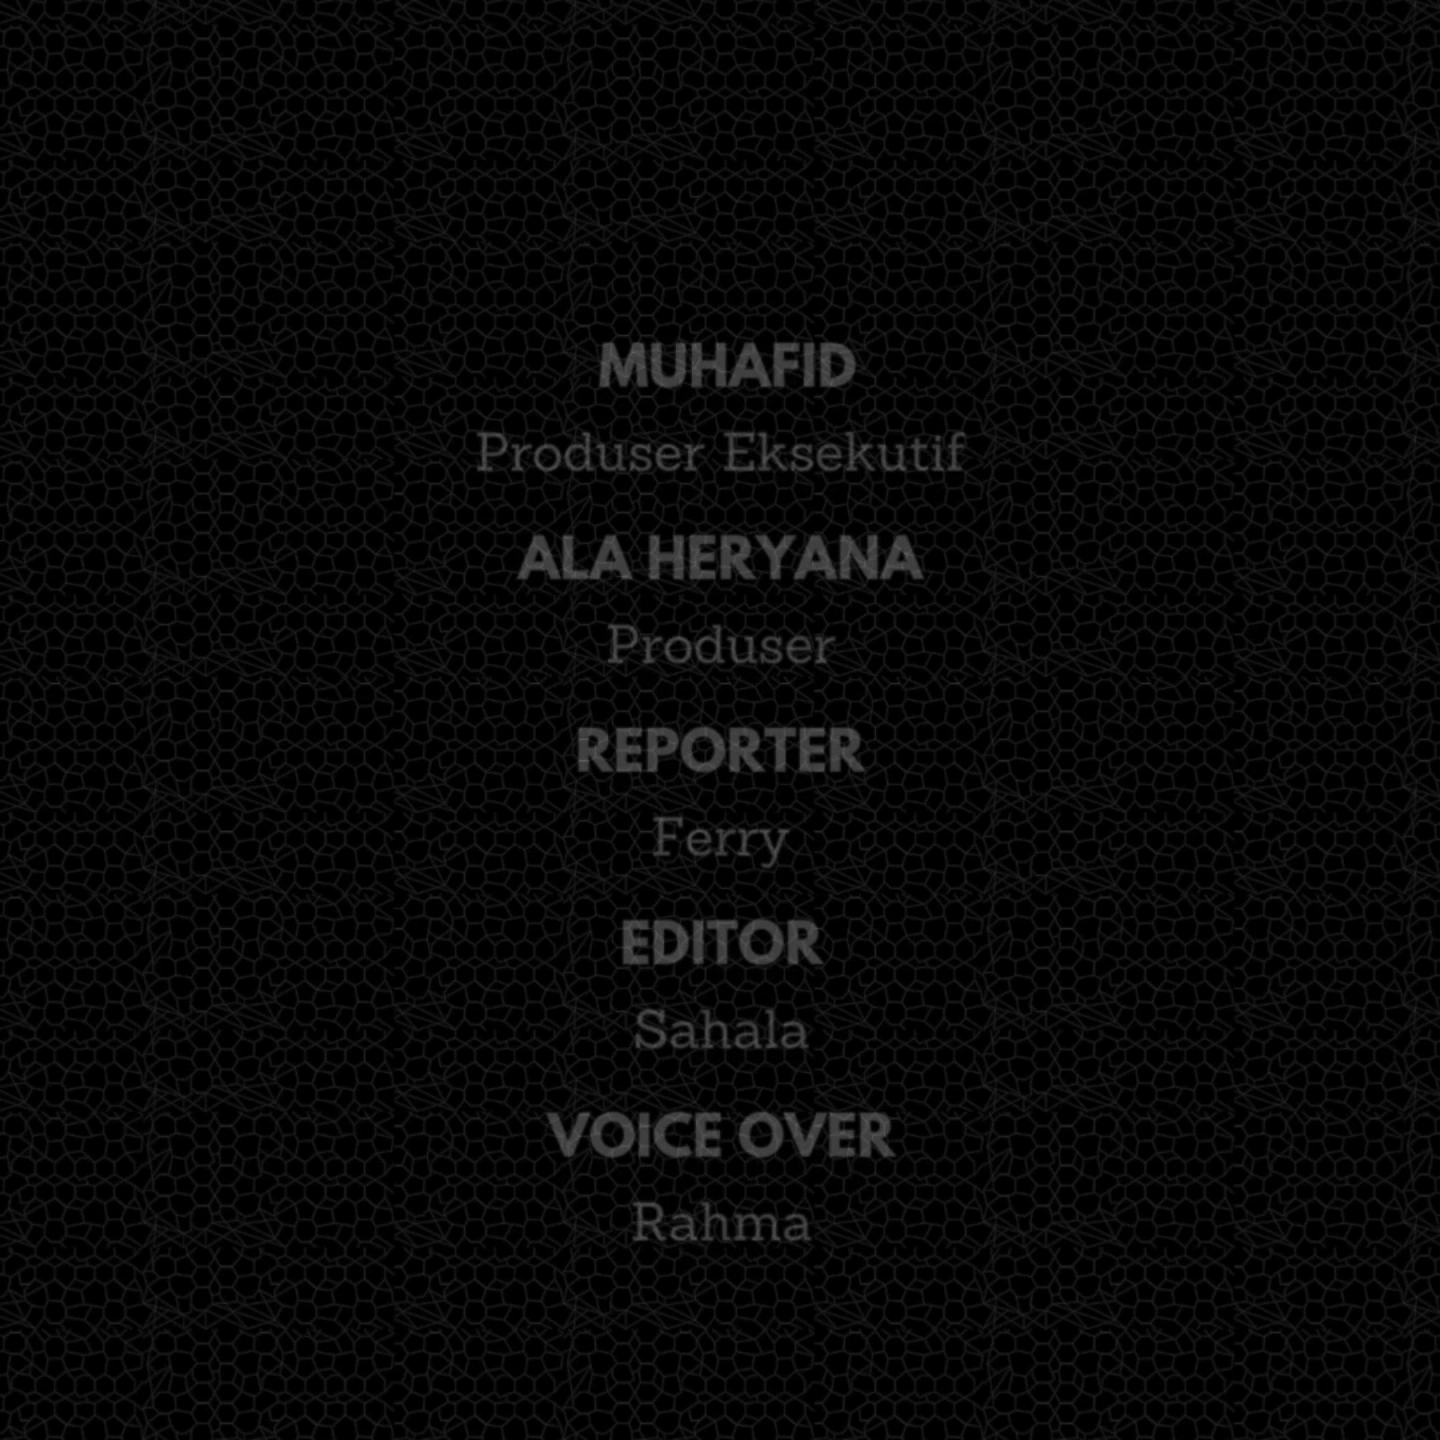 MUHAFID
Produser Eksekutif
ALA HERYANA
Produser
REPORTER
Ferry
EDITOR
Sahala
VOICE OVER
Rahma